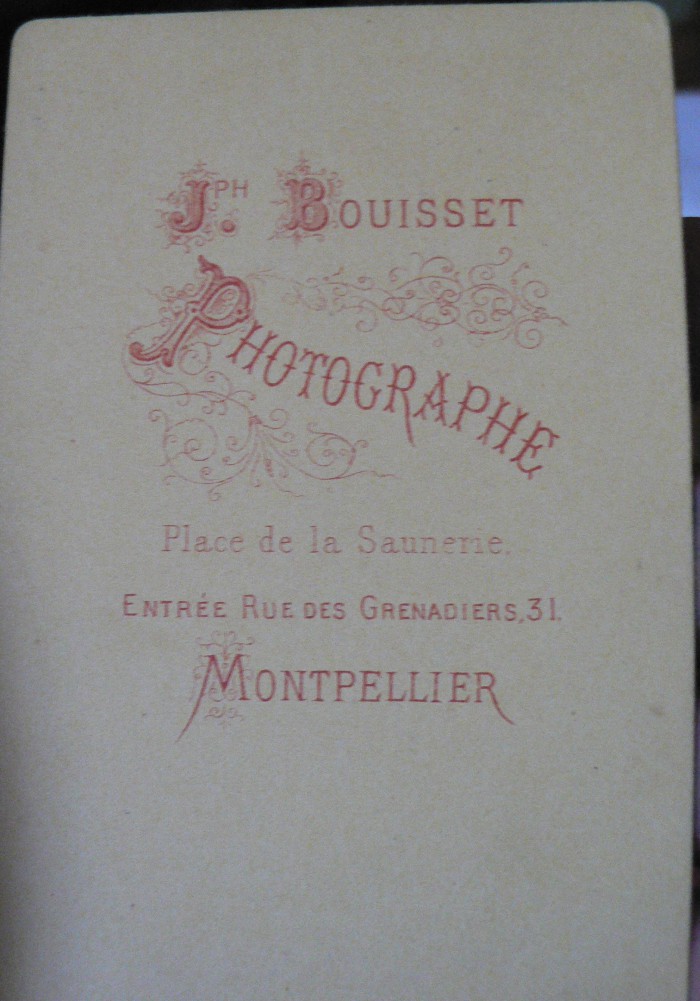 JPH. BOUISSET
PHOTOGRAPHE
Place de la Saunerie.
ENTRÉE RUE DES GRENADIERS, 31.
MONTPELLIER